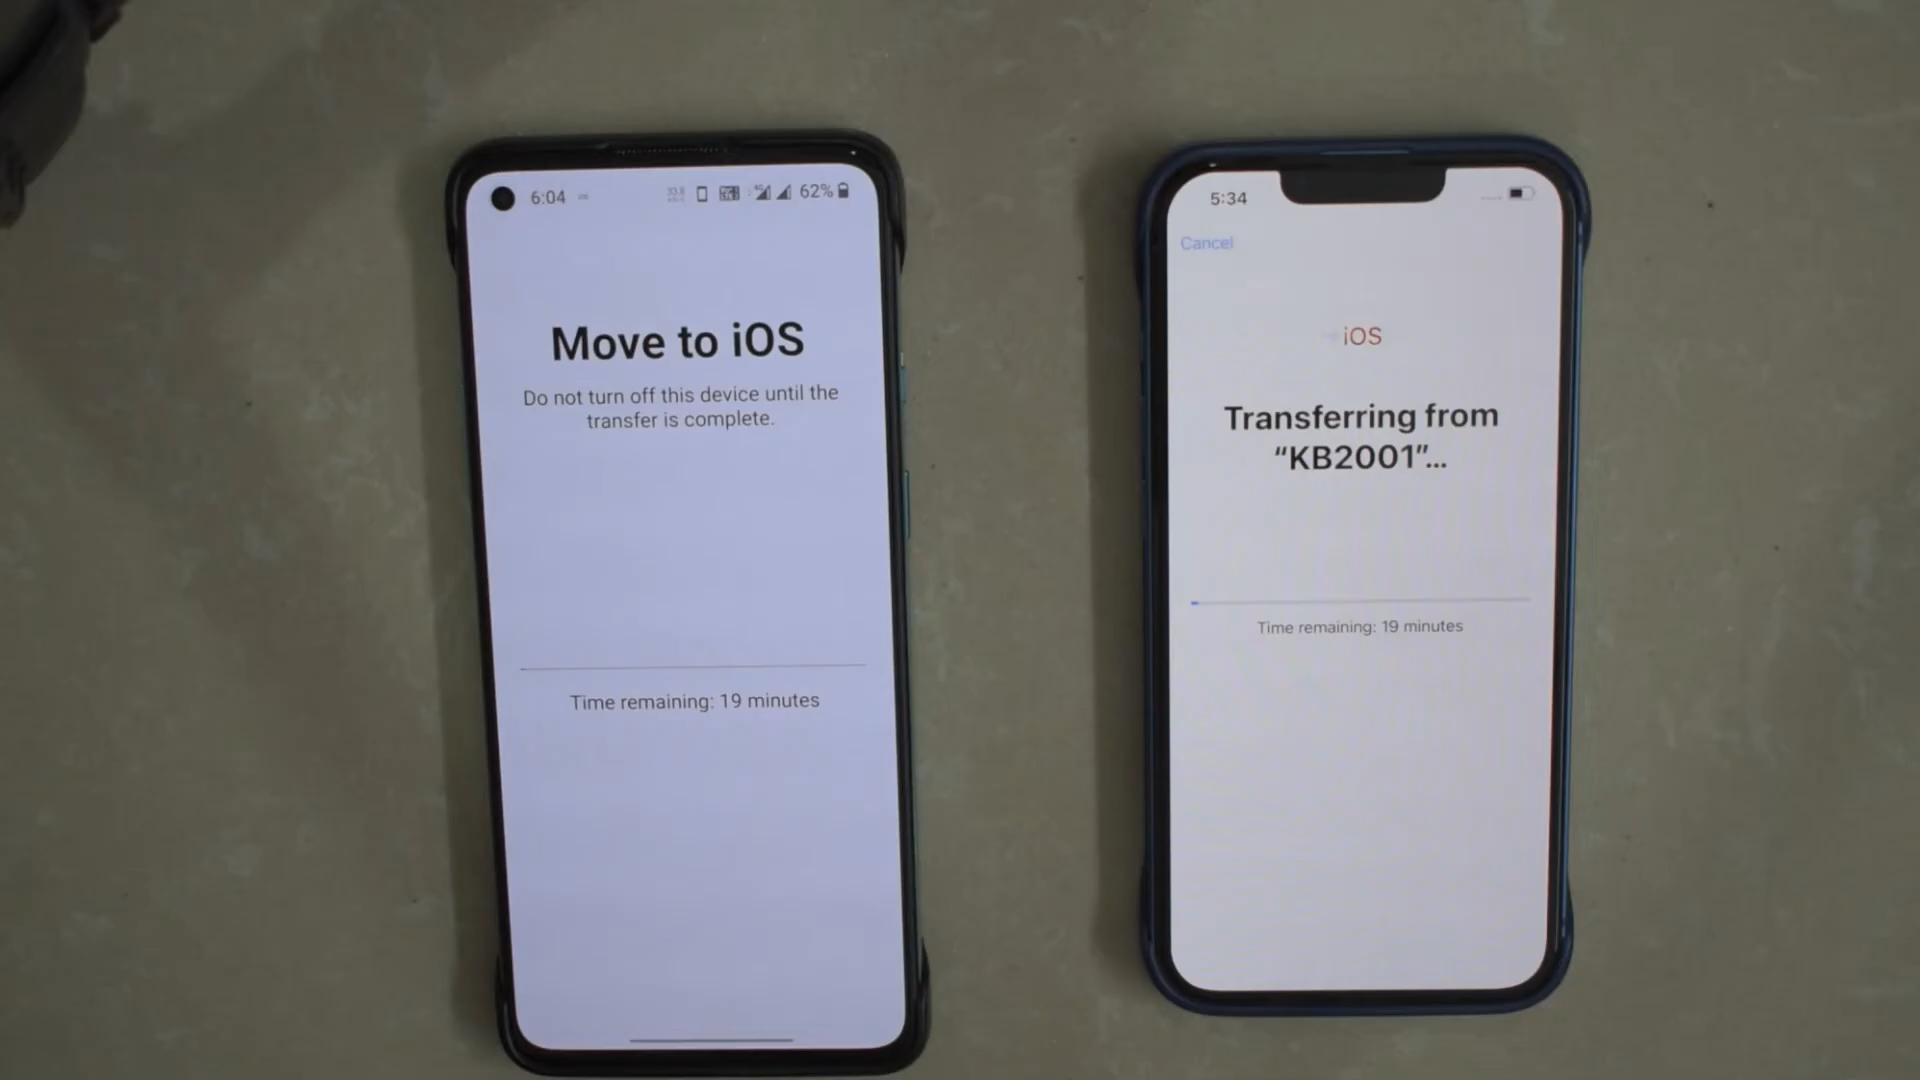 6:04
62%
Move to iOS
Do not turn off this device until the
transfer is complete.
Time remaining: 19 minutes
5:34
Cancel
iOS
Transferring from
“KB2001”...
Time remaining: 19 minutes